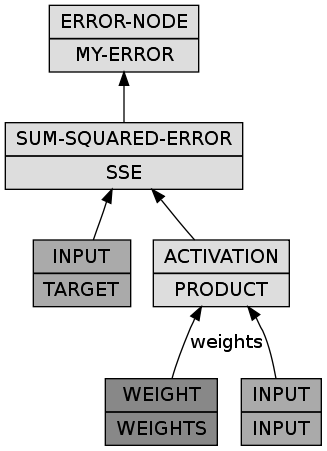 ERROR-NODE
MY-ERROR
SUM-SQUARED-ERROR
SSE
INPUT
TARGET
ACTIVATION
PRODUCT
weights
WEIGHT
WEIGHTS
INPUT
INPUT